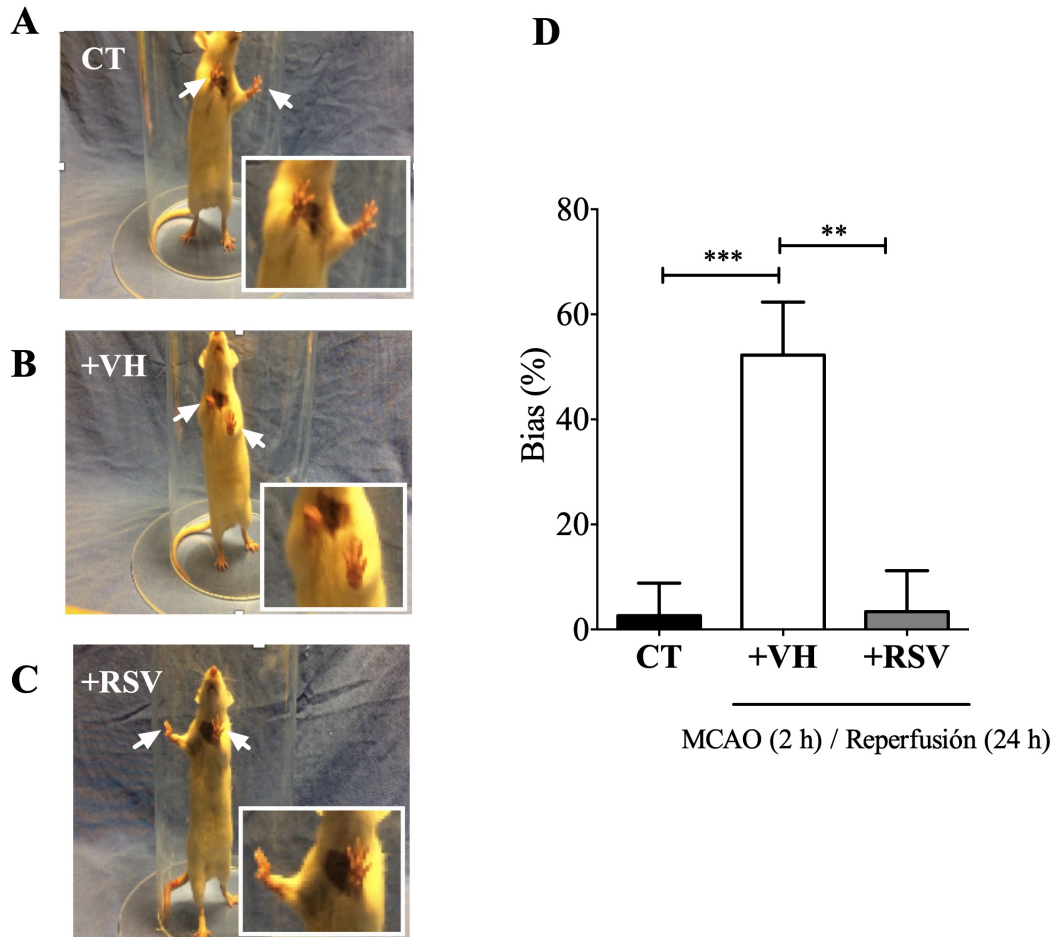 A
CT
B
+VH
C
+RSV
D
Bias (%)
80
60
40
20
0
***
**
CT
+VH
+RSV
MCAO (2 h) / Reperfusión (24 h)